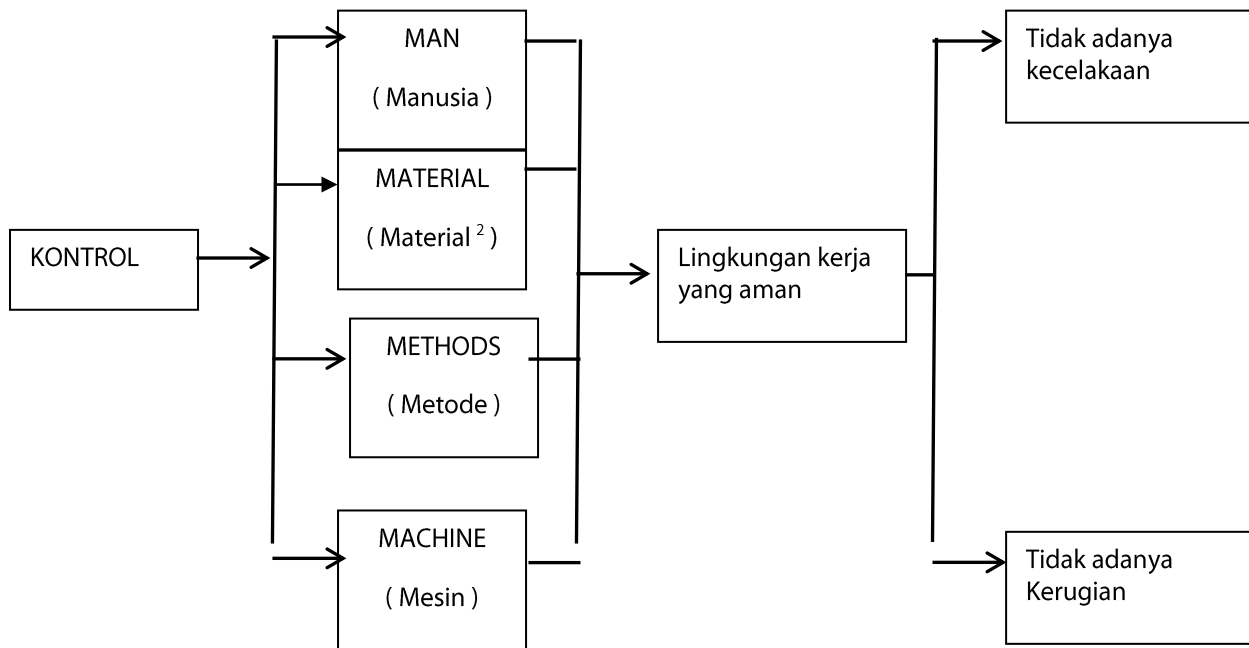 KONTROL
MAN
( Manusia )
MATERIAL
( Material ² )
METHODS
( Metode )
MACHINE
( Mesin )
Lingkungan kerja
yang aman
Tidak adanya
kecelakaan
Tidak adanya
Kerugian